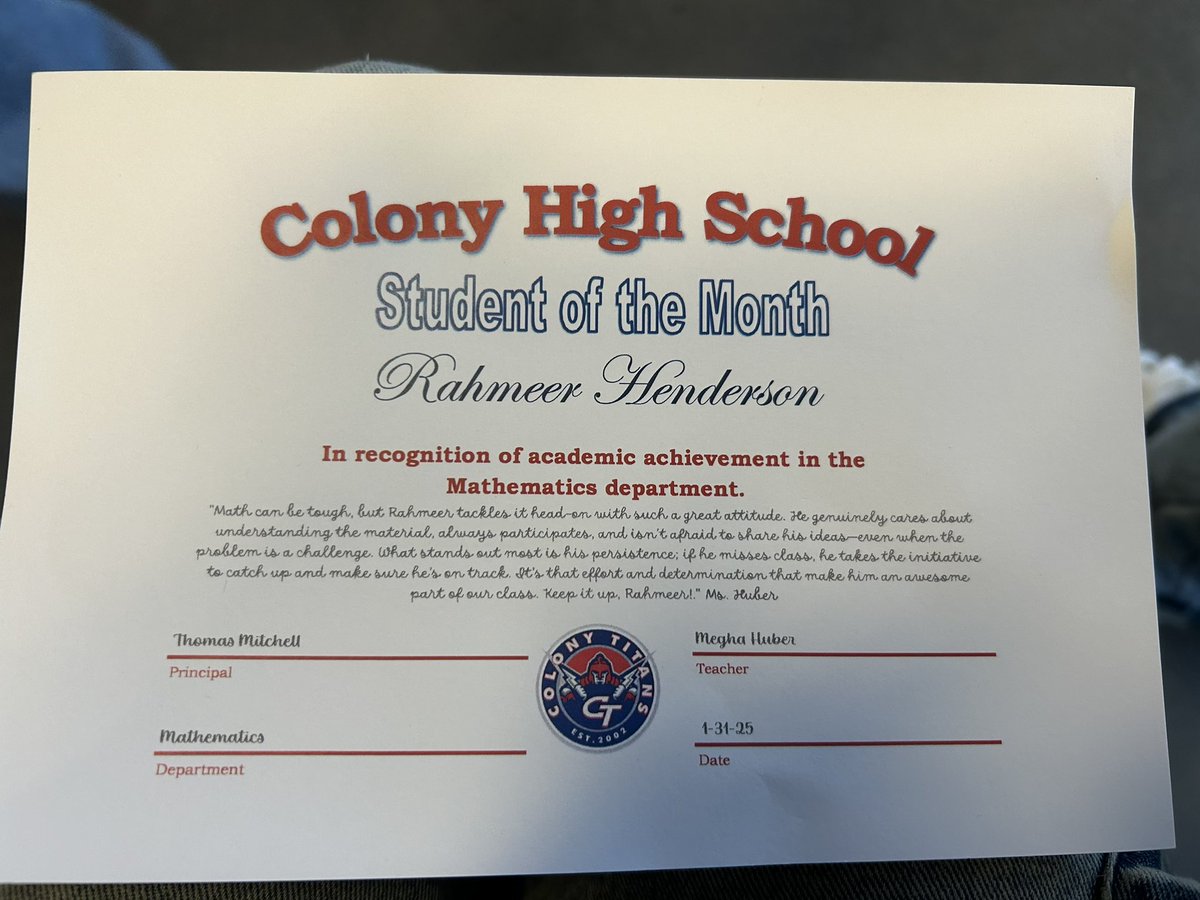 Colony High School
Student of the Month
Rahmeer Henderson
In recognition of academic achievement in the
Mathematics department.
"Math can be tough, but Rahmeer tackles it head-on with such a great attitude. He genuinely cares about
understanding the material, always participates, and isn't afraid to share his ideas—even when the
problem is a challenge. What stands out most is his persistence; if he misses class, he takes the initiative
to catch up and make sure he's on track. It's that effort and determination that make him an awesome
part of our class. Keep it up, Rahmeer!." Ms. Huber
Thomas Mitchell
Principal
Megha Huber
Teacher
COLONY TITANS
CT
EST. 2002
Mathematics
Department
1-31-25
Date